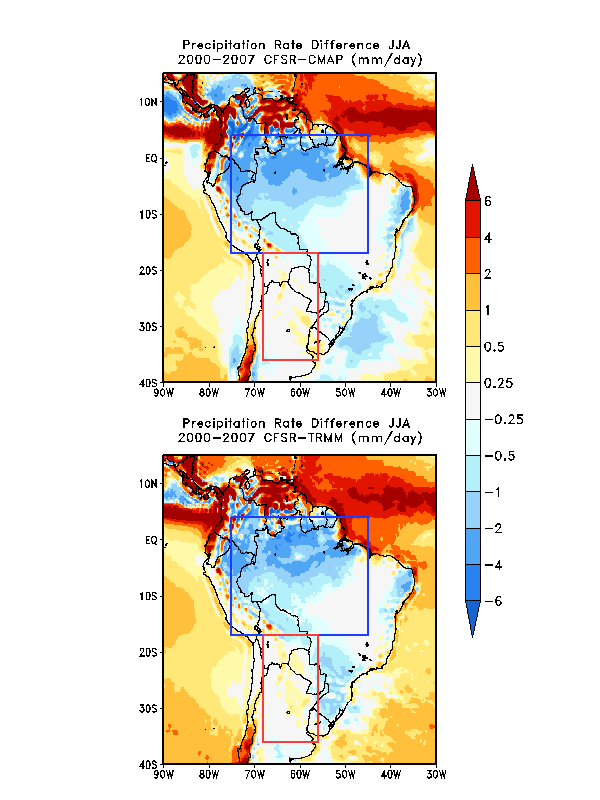 Precipitation Rate Difference JJA
2000−2007 CFSR−CMAP (mm/day)
10N
EQ
10S
20S
30S
40S
90W 80W 70W 60W 50W 40W 30W
6
4
2
1
0.5
0.25
−0.25
−0.5
−1
−2
−4
−6
Precipitation Rate Difference JJA
2000−2007 CFSR−TRMM (mm/day)
10N
EQ
10S
20S
30S
40S
90W 80W 70W 60W 50W 40W 30W